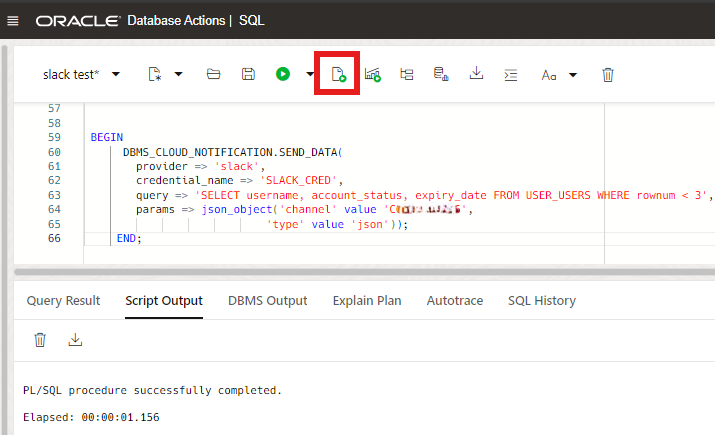 ORACLE Database Actions | SQL
slack test*
Aa
57
58
59 BEGIN
60 DBMS_CLOUD_NOTIFICATION.SEND_DATA(
61 provider => 'slack',
62 credential_name => 'SLACK_CRED',
63 query => 'SELECT username, account_status, expiry_date FROM USER_USERS WHERE rownum < 3',
64 params => json_object('channel' value '
65 'type' value 'json'));
66 END;
Query Result Script Output DBMS Output Explain Plan Autotrace SQL History
PL/SQL procedure successfully completed.
Elapsed: 00:00:01.156